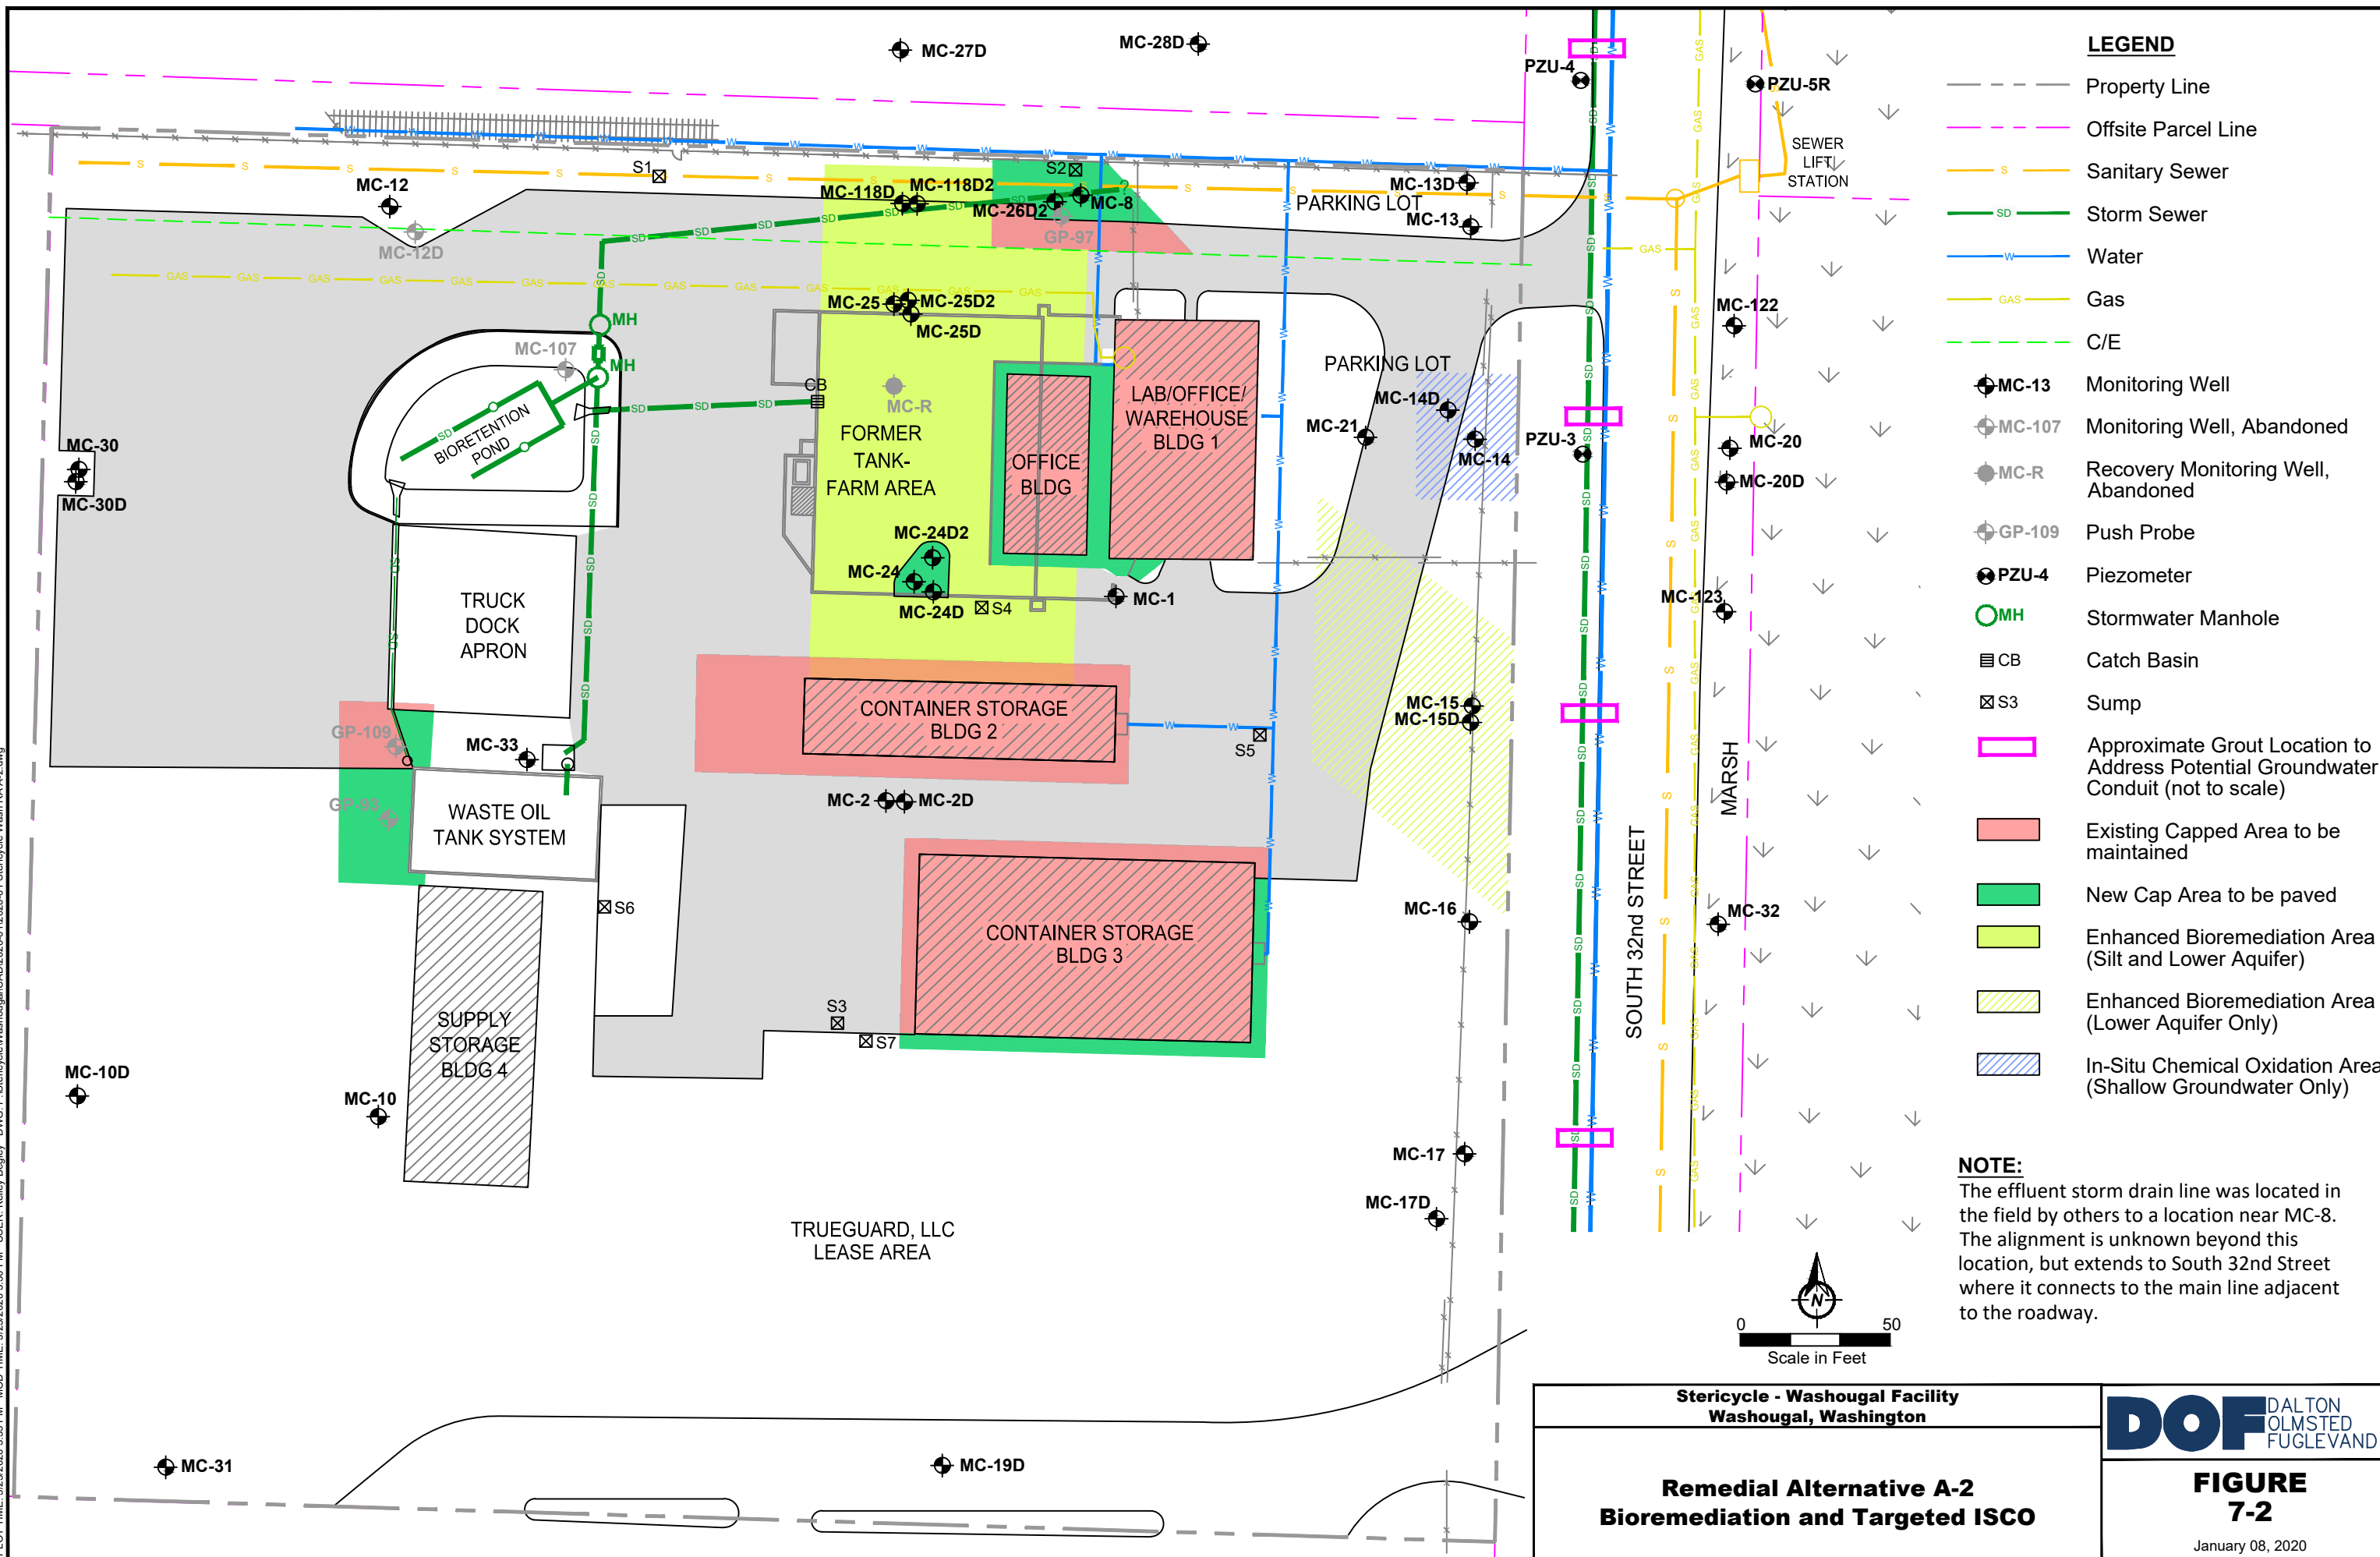 MC-27D
MC-28D
PZU-4
PZU-5R
SEWER
LIFT
STATION
S1
S2
MC-12
MC-12D
MC-118D
MC-118D2
MC-26D2
MC-8
?
GP-97
MC-13D
PARKING LOT
MC-13
MH
MH
MC-107
BIORETENTION
POND
CB
MC-25
MC-25D2
MC-25D
MC-R
FORMER
TANK-
FARM AREA
OFFICE
BLDG
LAB/OFFICE/
WAREHOUSE
BLDG 1
PARKING LOT
MC-14D
MC-21
MC-14
PZU-3
MC-122
MC-20
MC-20D
MC-123
MC-30
MC-30D
MC-24D2
MC-24
MC-24D
S4
MC-1
TRUCK
DOCK
APRON
CONTAINER STORAGE
BLDG 2
MC-15
MC-15D
S5
GP-109
MC-33
GP-93
WASTE OIL
TANK SYSTEM
MC-2
MC-2D
S6
CONTAINER STORAGE
BLDG 3
MC-16
MC-32
SOUTH 32nd STREET
MARSH
S3
S7
SUPPLY
STORAGE
BLDG 4
MC-10D
MC-10
MC-17
MC-17D
TRUEGUARD, LLC
LEASE AREA
MC-31
MC-19D
LEGEND
Property Line
Offsite Parcel Line
S Sanitary Sewer
SD Storm Sewer
W Water
GAS Gas
C/E
MC-13 Monitoring Well
MC-107 Monitoring Well, Abandoned
MC-R Recovery Monitoring Well,
Abandoned
GP-109 Push Probe
PZU-4 Piezometer
MH Stormwater Manhole
CB Catch Basin
S3 Sump
Approximate Grout Location to
Address Potential Groundwater
Conduit (not to scale)
Existing Capped Area to be
maintained
New Cap Area to be paved
Enhanced Bioremediation Area
(Silt and Lower Aquifer)
Enhanced Bioremediation Area
(Lower Aquifer Only)
In-Situ Chemical Oxidation Area
(Shallow Groundwater Only)
NOTE:
The effluent storm drain line was located in
the field by others to a location near MC-8.
The alignment is unknown beyond this
location, but extends to South 32nd Street
where it connects to the main line adjacent
to the roadway.
N
0 50
Scale in Feet
Stericycle - Washougal Facility
Washougal, Washington
Remedial Alternative A-2
Bioremediation and Targeted ISCO
DOF DALTON
OLMSTED
FUGLEVAND
FIGURE
7-2
January 08, 2020